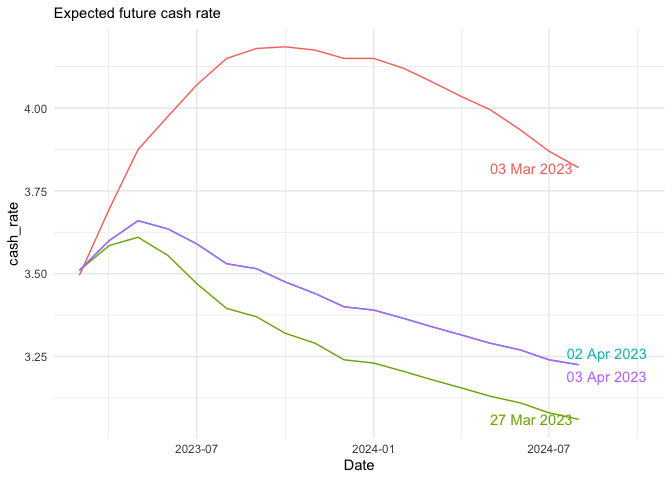 Expected future cash rate
4.00
3.75
3.50
3.25
cash_rate
03 Mar 2023
02 Apr 2023
03 Apr 2023
27 Mar 2023
2023-07
2024-01
2024-07
Date